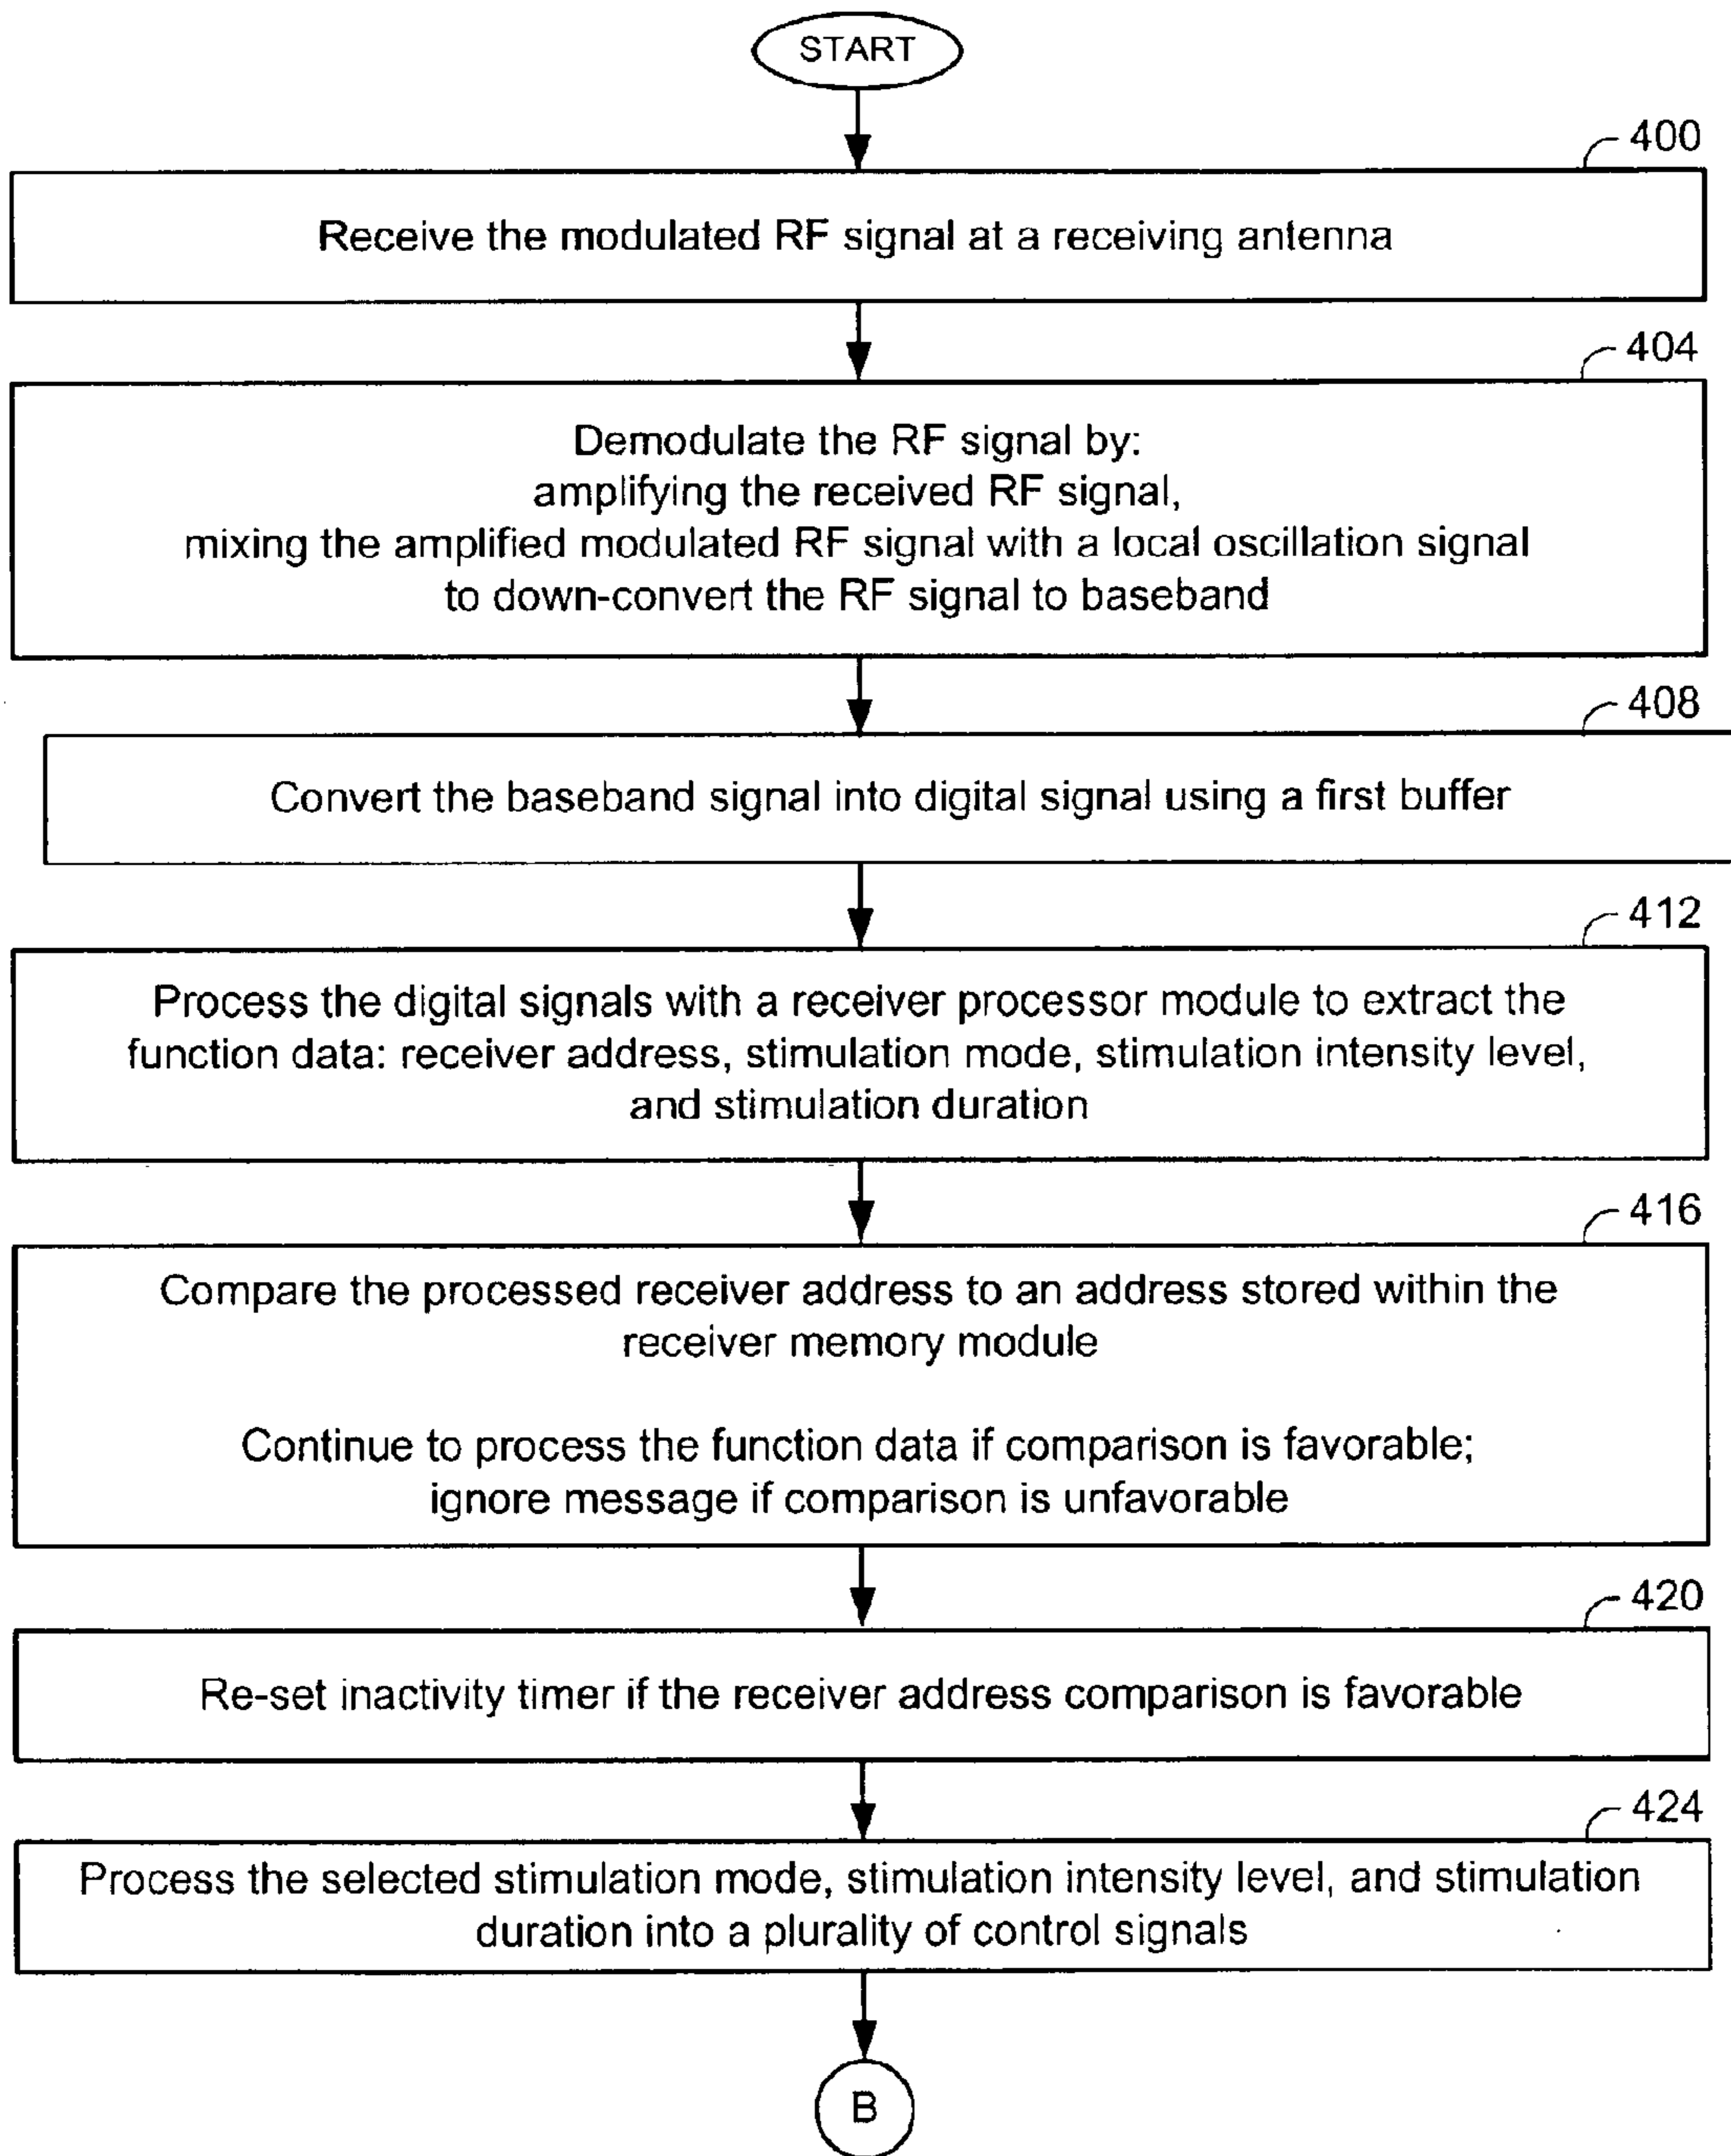 START
400
Receive the modulated RF signal at a receiving antenna
404
Demodulate the RF signal by:
amplifying the received RF signal,
mixing the amplified modulated RF signal with a local oscillation signal
to down-convert the RF signal to baseband
408
Convert the baseband signal into digital signal using a first buffer
412
Process the digital signals with a receiver processor module to extract the
function data: receiver address, stimulation mode, stimulation intensity level,
and stimulation duration
416
Compare the processed receiver address to an address stored within the
receiver memory module
Continue to process the function data if comparison is favorable;
ignore message if comparison is unfavorable
420
Re-set inactivity timer if the receiver address comparison is favorable
424
Process the selected stimulation mode, stimulation intensity level, and stimulation
duration into a plurality of control signals
B